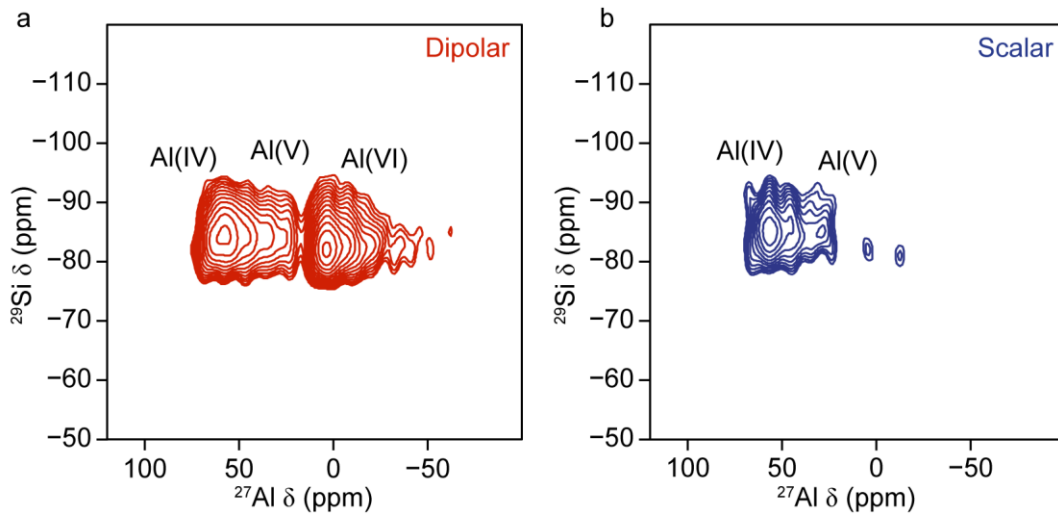 a
Dipolar
Al(IV) Al(V) Al(VI)
−110
−100
−90
−80
−70
−60
−50
²⁹Si δ (ppm)
100 50 0 −50
²⁷Al δ (ppm)
b
Scalar
Al(IV) Al(V)
−110
−100
−90
−80
−70
−60
−50
²⁹Si δ (ppm)
100 50 0 −50
²⁷Al δ (ppm)